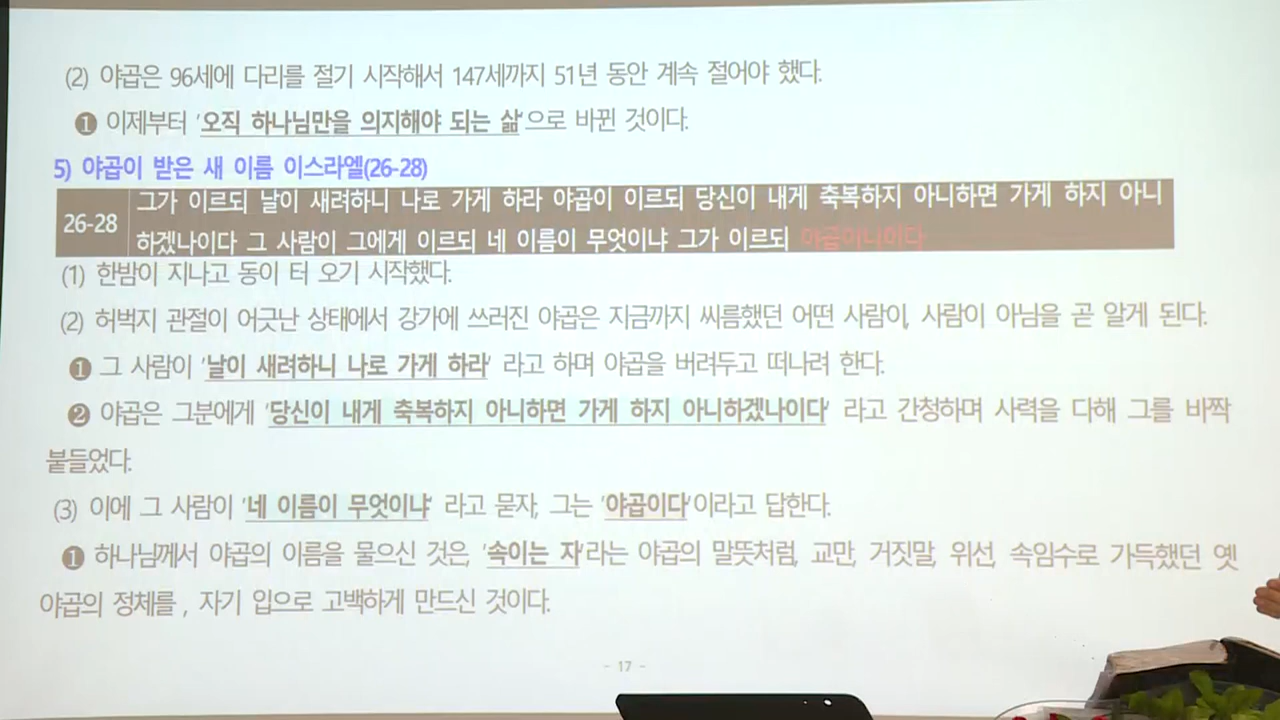 (2) 야곱은 96세에 다리를 절기 시작해서 147세까지 51년 동안 계속 절어야 했다.
❶ 이제부터 '오직 하나님만을 의지해야 되는 삶'으로 바뀐 것이다.
5) 야곱이 받은 새 이름 이스라엘(26-28)
그가 이르되 날이 새려하니 나로 가게 하라 야곱이 이르되 당신이 내게 축복하지 아니하면 가게 하지 아니
26-28
하겠나이다 그 사람이 그에게 이르되 네 이름이 무엇이냐 그가 이르되 야곱이니이다
(1) 한밤이 지나고 동이 터 오기 시작했다.
(2) 허벅지 관절이 어긋난 상태에서 강가에 쓰러진 야곱은 지금까지 씨름했던 어떤 사람이, 사람이 아님을 곧 알게 된다.
❶ 그 사람이 '날이 새려하니 나로 가게 하라' 라고 하며 야곱을 버려두고 떠나려 한다.
❷ 야곱은 그분에게 '당신이 내게 축복하지 아니하면 가게 하지 아니하겠나이다' 라고 간청하며 사력을 다해 그를 바짝
붙들었다.
(3) 이에 그 사람이 '네 이름이 무엇이냐' 라고 묻자, 그는 '야곱이다'이라고 답한다.
❶ 하나님께서 야곱의 이름을 물으신 것은, '속이는 자'라는 야곱의 말뜻처럼, 교만, 거짓말, 위선, 속임수로 가득했던 옛
야곱의 정체를 , 자기 입으로 고백하게 만드신 것이다.
- 17 -